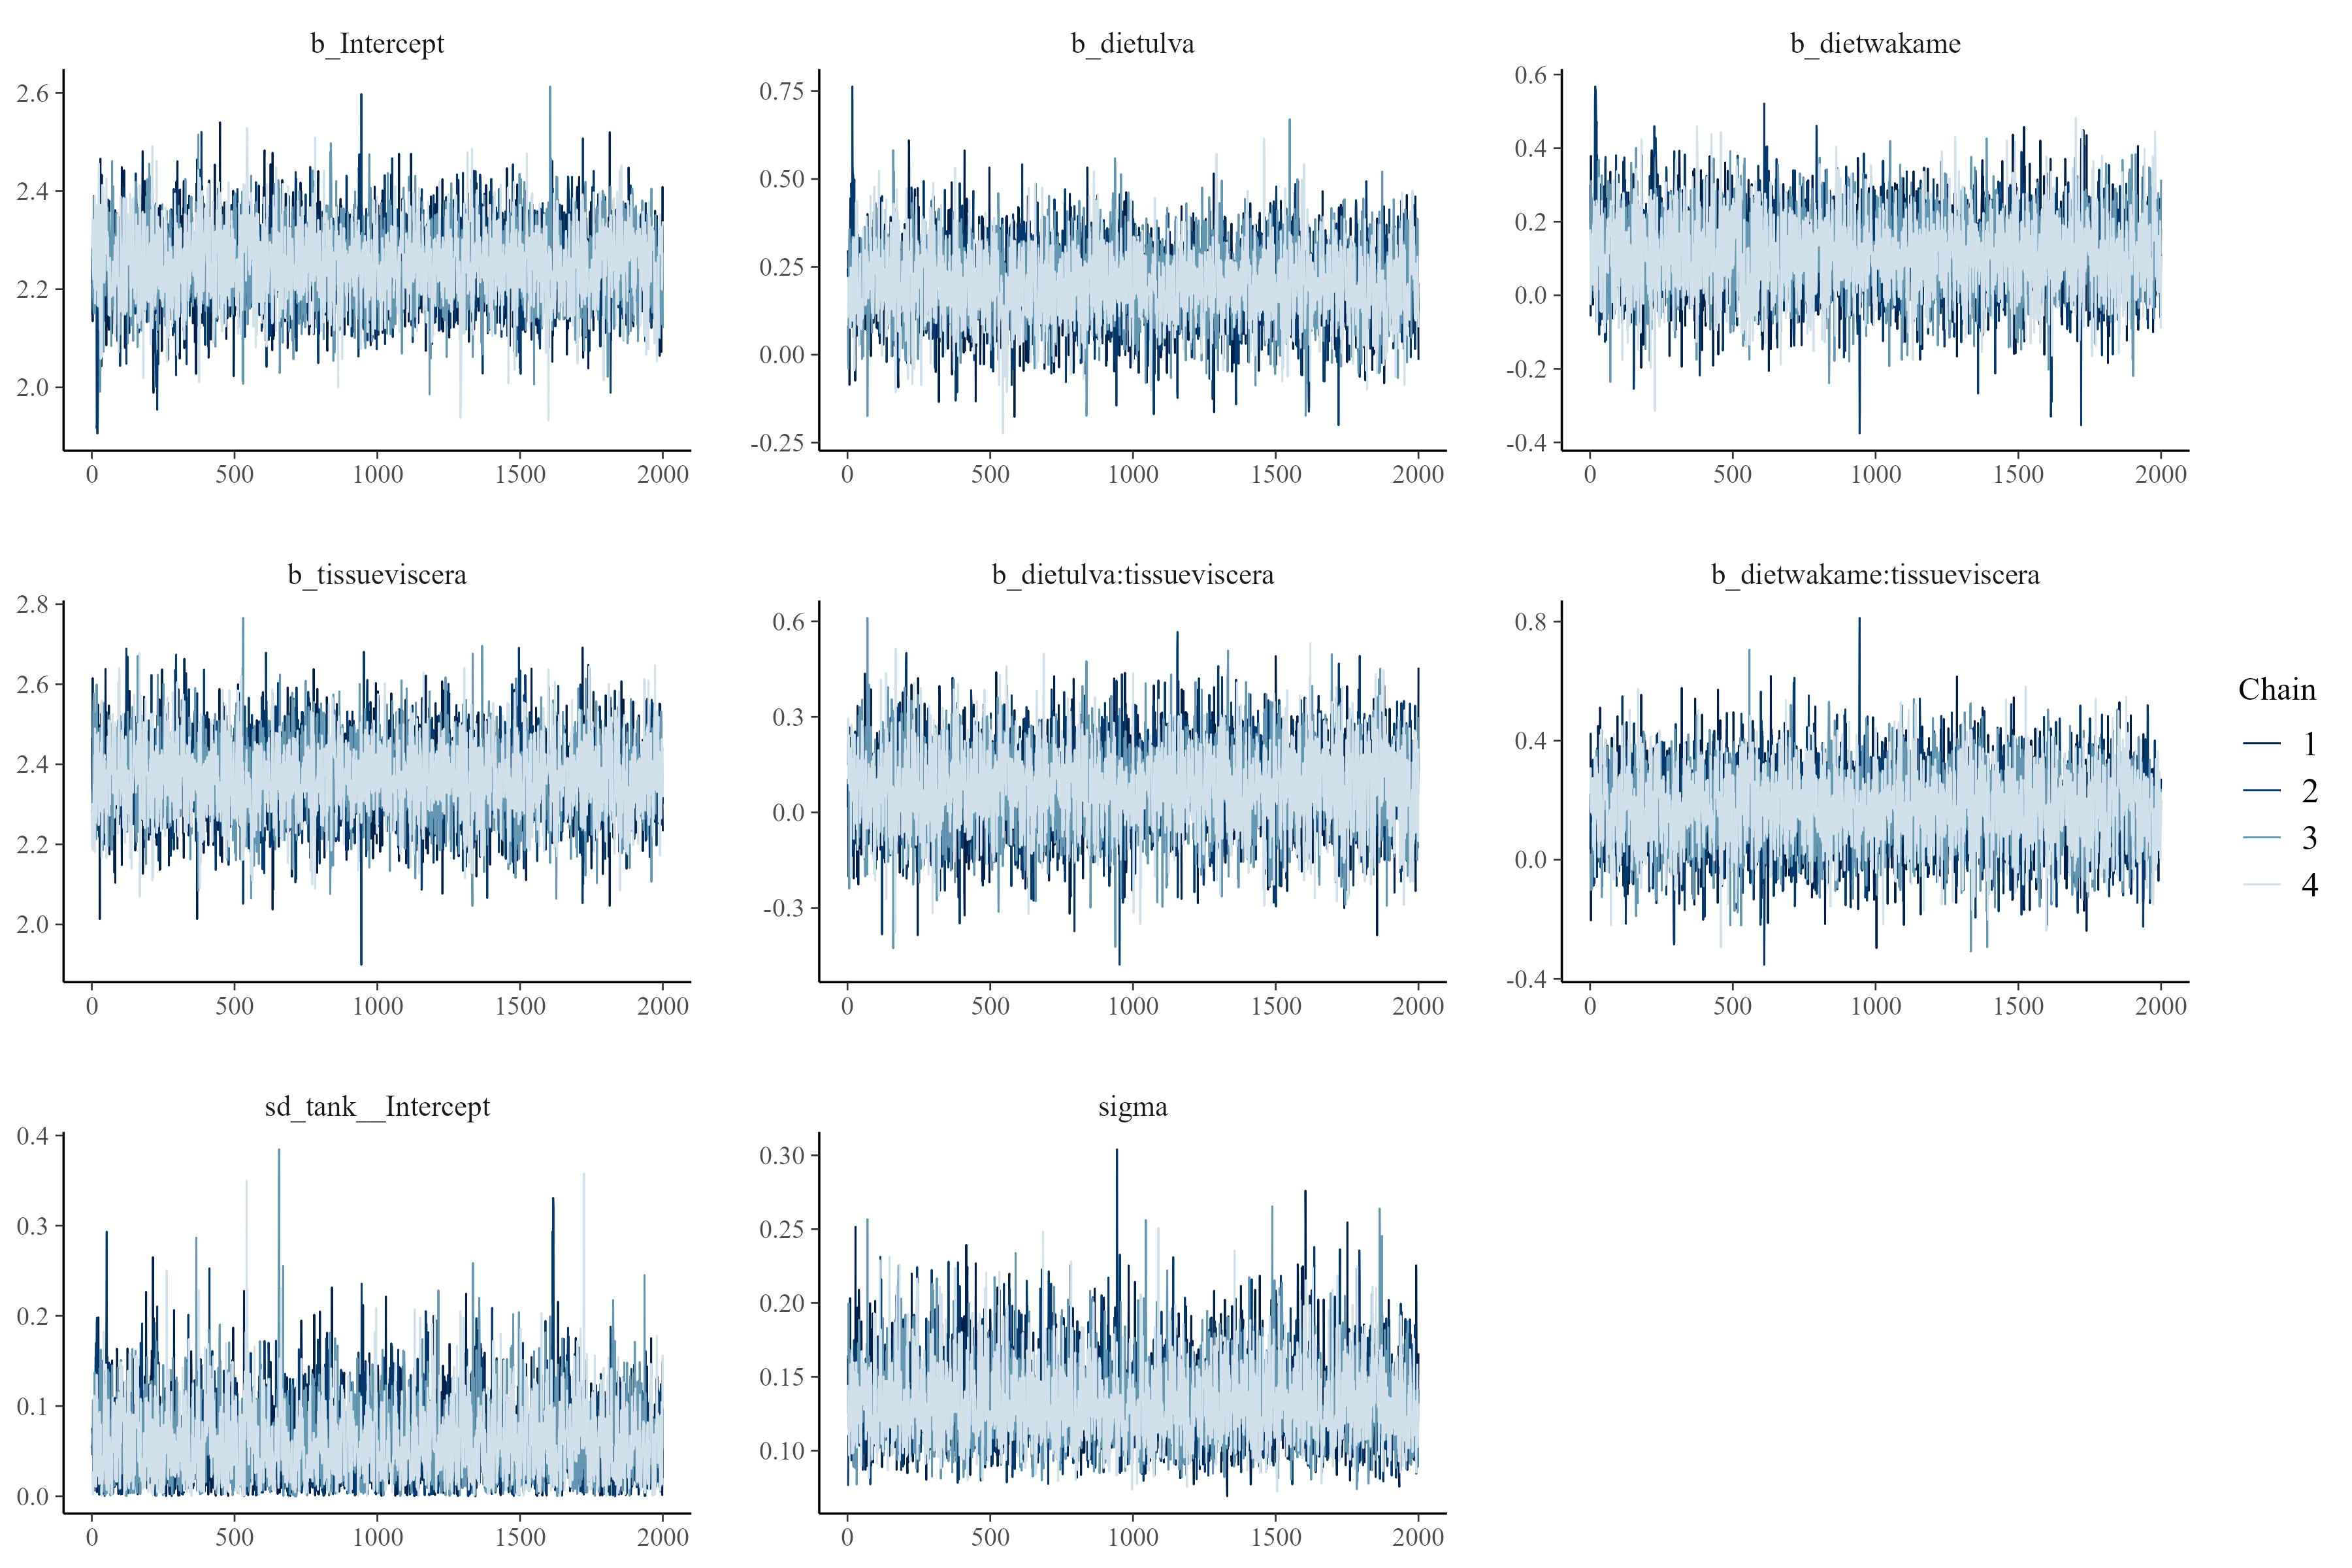 b_Intercept
2.6
2.4
2.2
2.0
0 500 1000 1500 2000
b_dietulva
0.75
0.50
0.25
0.00
-0.25
0 500 1000 1500 2000
b_dietwakame
0.6
0.4
0.2
0.0
-0.2
-0.4
0 500 1000 1500 2000
b_tissueviscera
2.8
2.6
2.4
2.2
2.0
0 500 1000 1500 2000
b_dietulva:tissueviscera
0.6
0.3
0.0
-0.3
0 500 1000 1500 2000
b_dietwakame:tissueviscera
0.8
0.4
0.0
-0.4
0 500 1000 1500 2000
Chain
1
2
3
4
sd_tank__Intercept
0.4
0.3
0.2
0.1
0.0
0 500 1000 1500 2000
sigma
0.30
0.25
0.20
0.15
0.10
0 500 1000 1500 2000